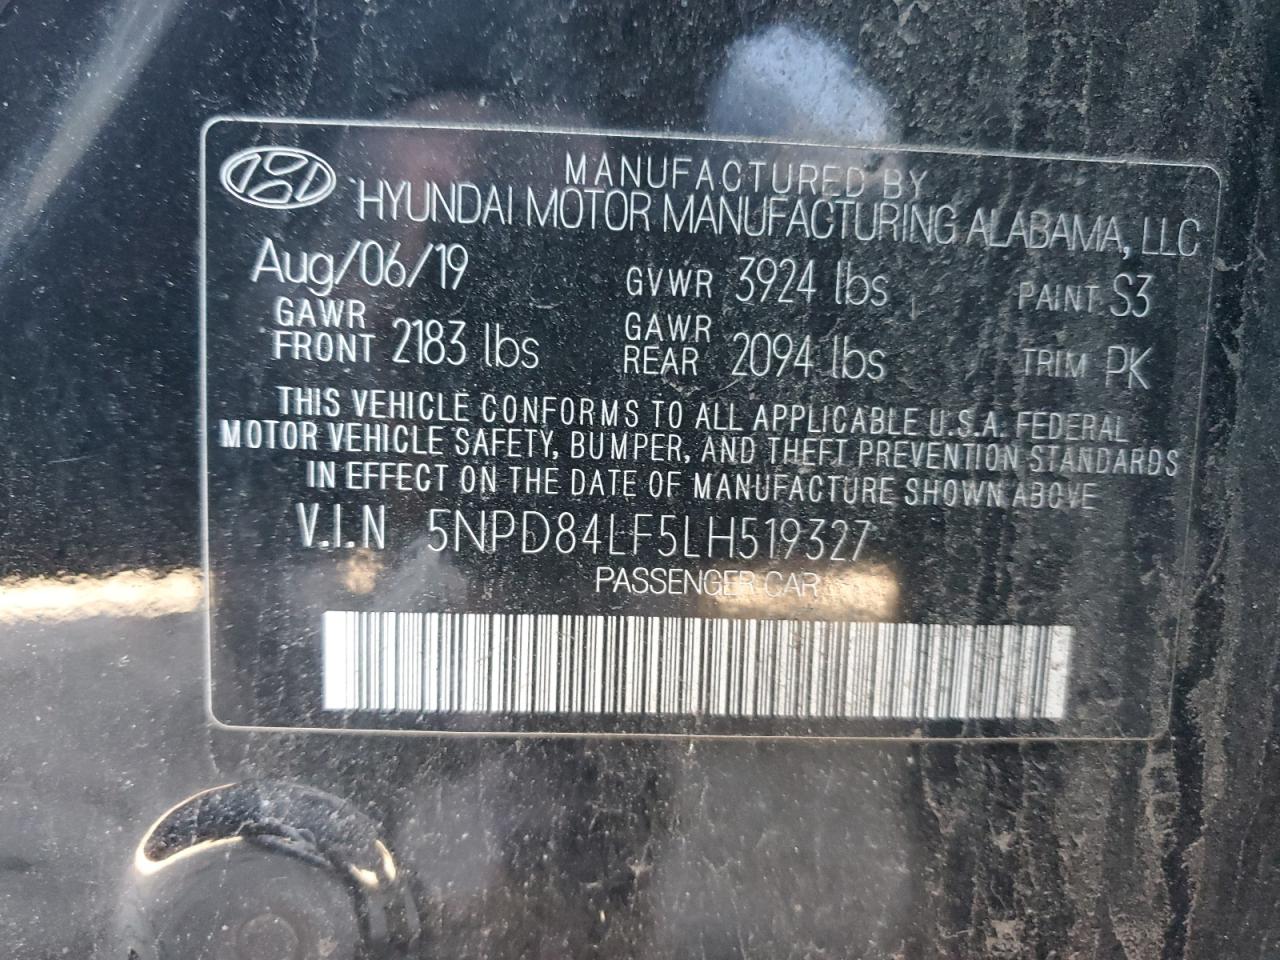 MANUFACTURED BY
HYUNDAI MOTOR MANUFACTURING ALABAMA, LLC
Aug/06/19 GVWR 3924 lbs PAINT S3
GAWR FRONT 2183 lbs GAWR REAR 2094 lbs TRIM PK
THIS VEHICLE CONFORMS TO ALL APPLICABLE U.S.A. FEDERAL
MOTOR VEHICLE SAFETY, BUMPER, AND THEFT PREVENTION STANDARDS
IN EFFECT ON THE DATE OF MANUFACTURE SHOWN ABOVE
V.I.N 5NPD84LF5LH519327
PASSENGER CAR